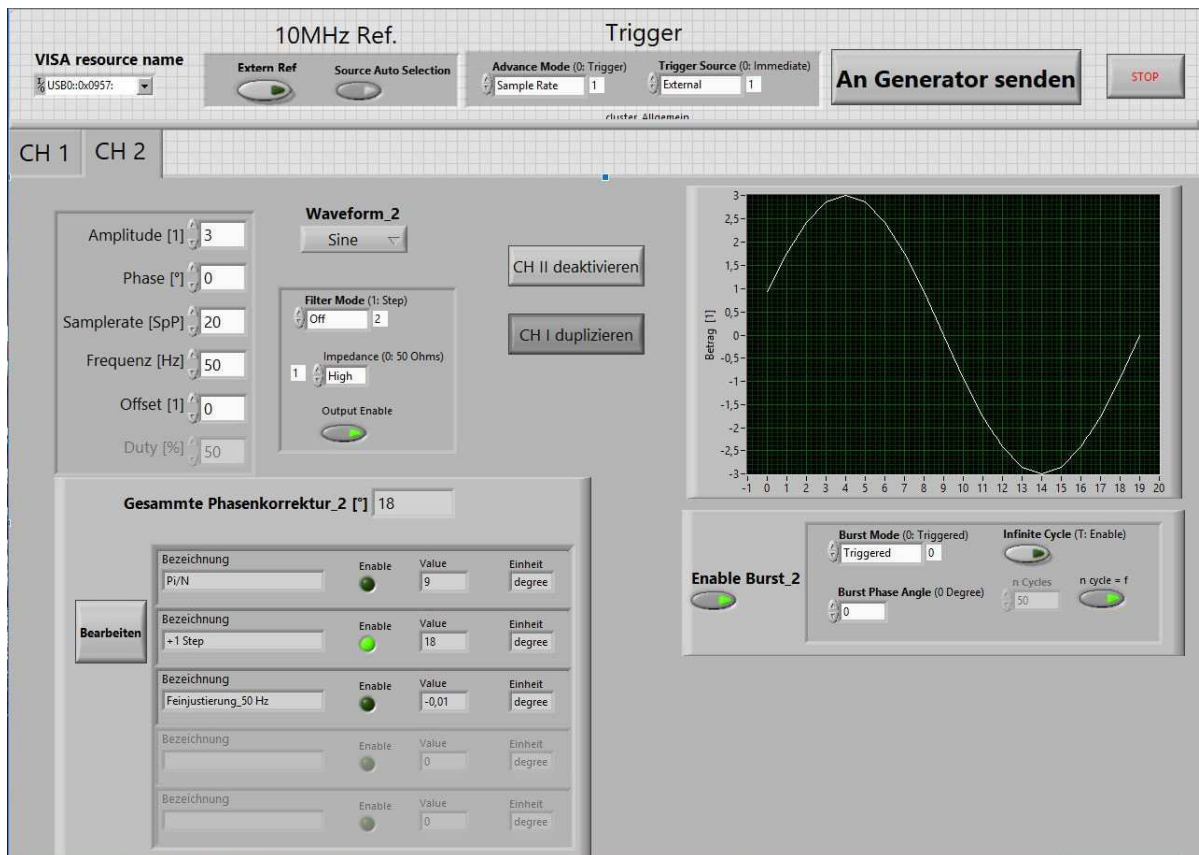 10MHz Ref.
Trigger
VISA resource name
USB0::0x0957:
Extern Ref
Source Auto Selection
Advance Mode (0: Trigger)
Sample Rate 1
Trigger Source (0: Immediate)
External 1
An Generator senden
STOP
cluster Allgemein
CH 1
CH 2
Amplitude [1] 3
Phase [°] 0
Samplerate [SpP] 20
Frequenz [Hz] 50
Offset [1] 0
Duty [%] 50
Waveform_2
Sine
Filter Mode (1: Step)
Off 2
Impedance (0: 50 Ohms)
1 High
Output Enable
CH II deaktivieren
CH I duplizieren
Betrag [1]
3-
2,5-
2-
1,5-
1-
0,5-
0-
-0,5-
-1-
-1,5-
-2-
-2,5-
-3-
-1 0 1 2 3 4 5 6 7 8 9 10 11 12 13 14 15 16 17 18 19 20
Gesammte Phasenkorrektur_2 [°] 18
Bearbeiten
Bezeichnung Enable Value Einheit
Pi/N 9 degree
Bezeichnung Enable Value Einheit
+1 Step 18 degree
Bezeichnung Enable Value Einheit
Feinjustierung_50 Hz -0,01 degree
Bezeichnung Enable Value Einheit
0 degree
Bezeichnung Enable Value Einheit
0 degree
Enable Burst_2
Burst Mode (0: Triggered)
Triggered 0
Infinite Cycle (T: Enable)
Burst Phase Angle (0 Degree)
0
n Cycles
50
n cycle = f